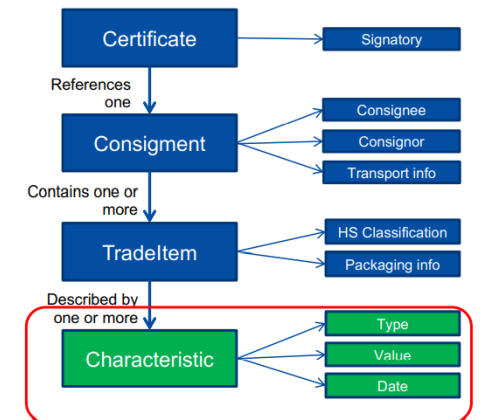 Certificate
Signatory
References
one
Consigment
Consignee
Consignor
Transport info
Contains one or
more
TradeItem
HS Classification
Packaging info
Described by
one or more
Characteristic
Type
Value
Date